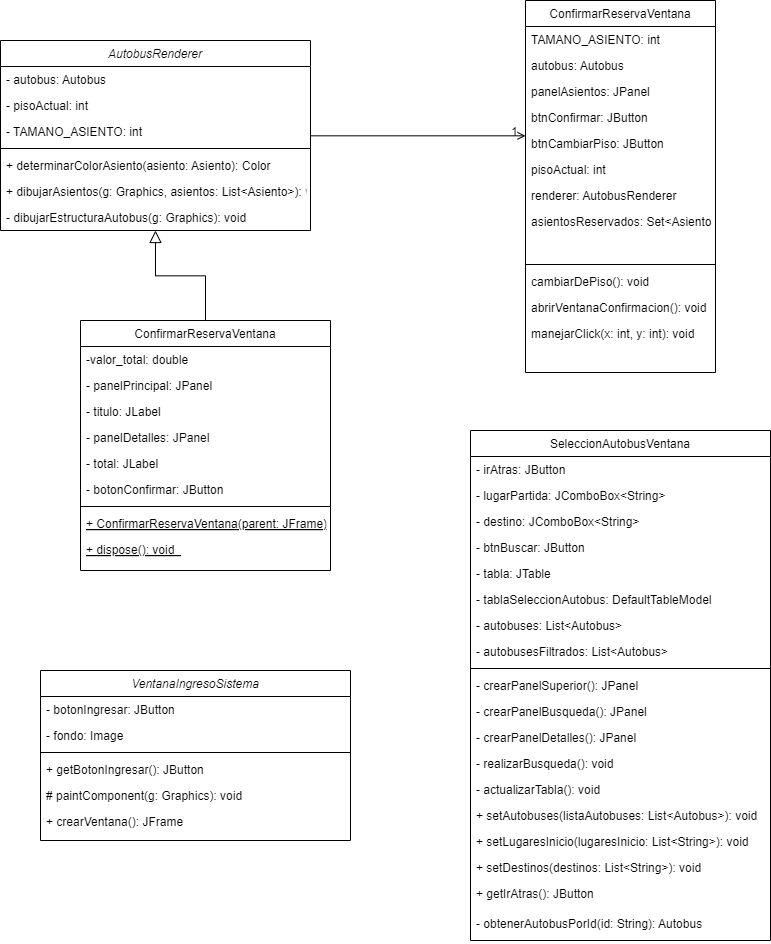 AutobusRenderer
- autobus: Autobus
- pisoActual: int
- TAMANO_ASIENTO: int
+ determinarColorAsiento(asiento: Asiento): Color
+ dibujarAsientos(g: Graphics, asientos: List<Asiento>):
- dibujarEstructuraAutobus(g: Graphics): void
1
ConfirmarReservaVentana
TAMANO_ASIENTO: int
autobus: Autobus
panelAsientos: JPanel
btnConfirmar: JButton
btnCambiarPiso: JButton
pisoActual: int
renderer: AutobusRenderer
asientosReservados: Set<Asiento
cambiarDePiso(): void
abrirVentanaConfirmacion(): void
manejarClick(x: int, y: int): void
ConfirmarReservaVentana
-valor_total: double
- panelPrincipal: JPanel
- titulo: JLabel
- panelDetalles: JPanel
- total: JLabel
- botonConfirmar: JButton
+ ConfirmarReservaVentana(parent: JFrame)
+ dispose(): void
SeleccionAutobusVentana
- irAtras: JButton
- lugarPartida: JComboBox<String>
- destino: JComboBox<String>
- btnBuscar: JButton
- tabla: JTable
- tablaSeleccionAutobus: DefaultTableModel
- autobuses: List<Autobus>
- autobusesFiltrados: List<Autobus>
- crearPanelSuperior(): JPanel
- crearPanelBusqueda(): JPanel
- crearPanelDetalles(): JPanel
- realizarBusqueda(): void
- actualizarTabla(): void
+ setAutobuses(listaAutobuses: List<Autobus>): void
+ setLugaresInicio(lugaresInicio: List<String>): void
+ setDestinos(destinos: List<String>): void
+ getIrAtras(): JButton
- obtenerAutobusPorId(id: String): Autobus
VentanaIngresoSistema
- botonIngresar: JButton
- fondo: Image
+ getBotonIngresar(): JButton
# paintComponent(g: Graphics): void
+ crearVentana(): JFrame